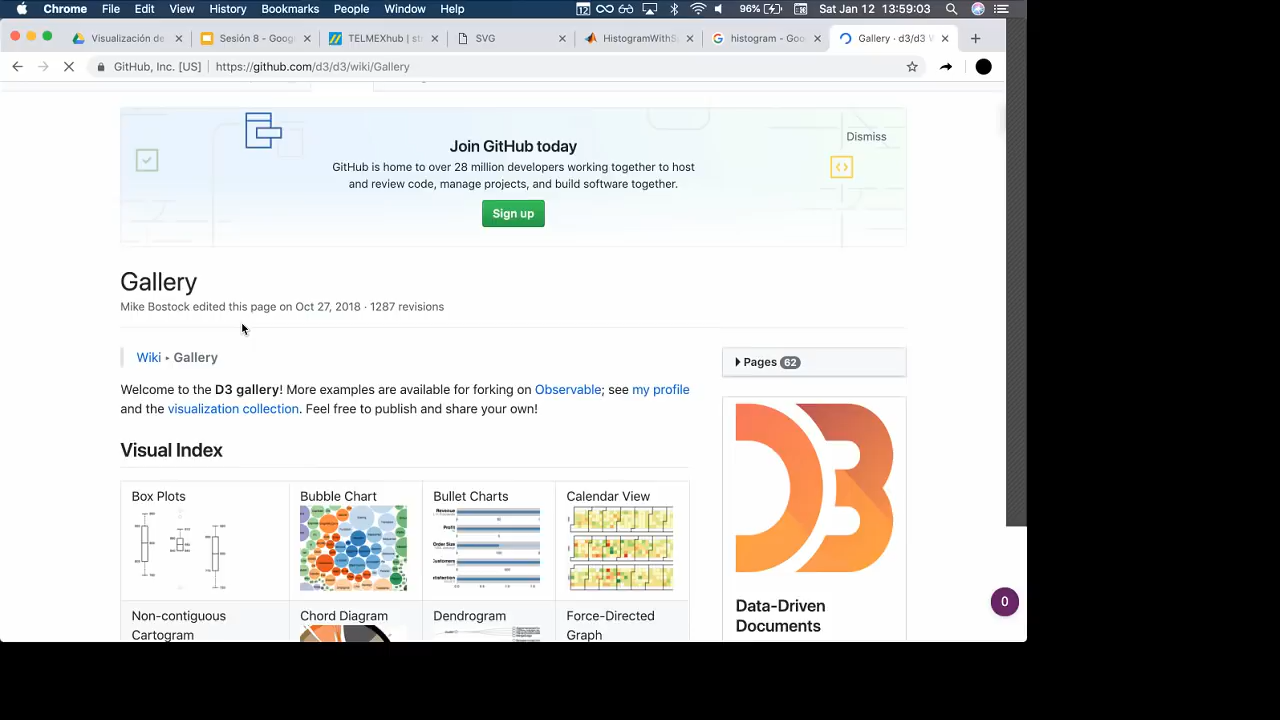 Chrome File Edit View History Bookmarks People Window Help 12 96% Sat Jan 12 13:59:03
Visualización de Sesión 8 - Goog TELMEXhub | st SVG HistogramWithS histogram - Goo Gallery · d3/d3 W
GitHub, Inc. [US] https://github.com/d3/d3/wiki/Gallery
Join GitHub today
Dismiss
GitHub is home to over 28 million developers working together to host
and review code, manage projects, and build software together.
Sign up
Gallery
Mike Bostock edited this page on Oct 27, 2018 · 1287 revisions
Wiki ▸ Gallery
Pages 62
Welcome to the D3 gallery! More examples are available for forking on Observable; see my profile
and the visualization collection. Feel free to publish and share your own!
Visual Index
Box Plots Bubble Chart Bullet Charts Calendar View
Revenue
Profit
Order Size
Customers
0
Data-Driven
Documents
Non-contiguous
Cartogram
Chord Diagram
Dendrogram
Force-Directed
Graph